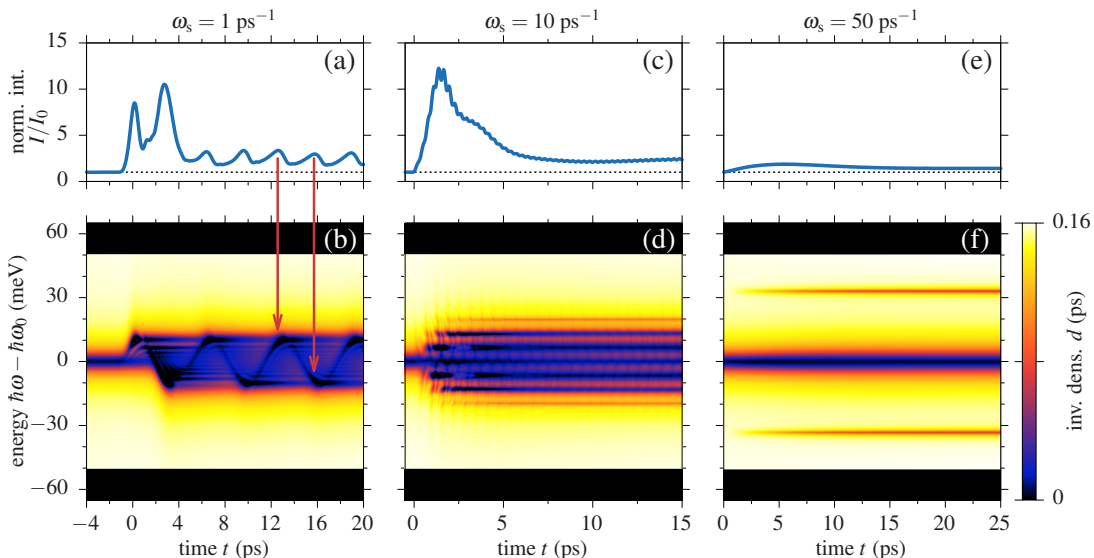 ωs = 1 ps⁻¹
ωs = 10 ps⁻¹
ωs = 50 ps⁻¹
norm. int.
I/I0
15
10
5
1
0
(a)
(c)
(e)
energy ħω − ħω0 (meV)
60
30
0
−30
−60
(b)
(d)
(f)
−4 0 4 8 12 16 20
time t (ps)
0 5 10 15
time t (ps)
0 5 10 15 20 25
time t (ps)
0.16
0
inv. dens. d (ps)